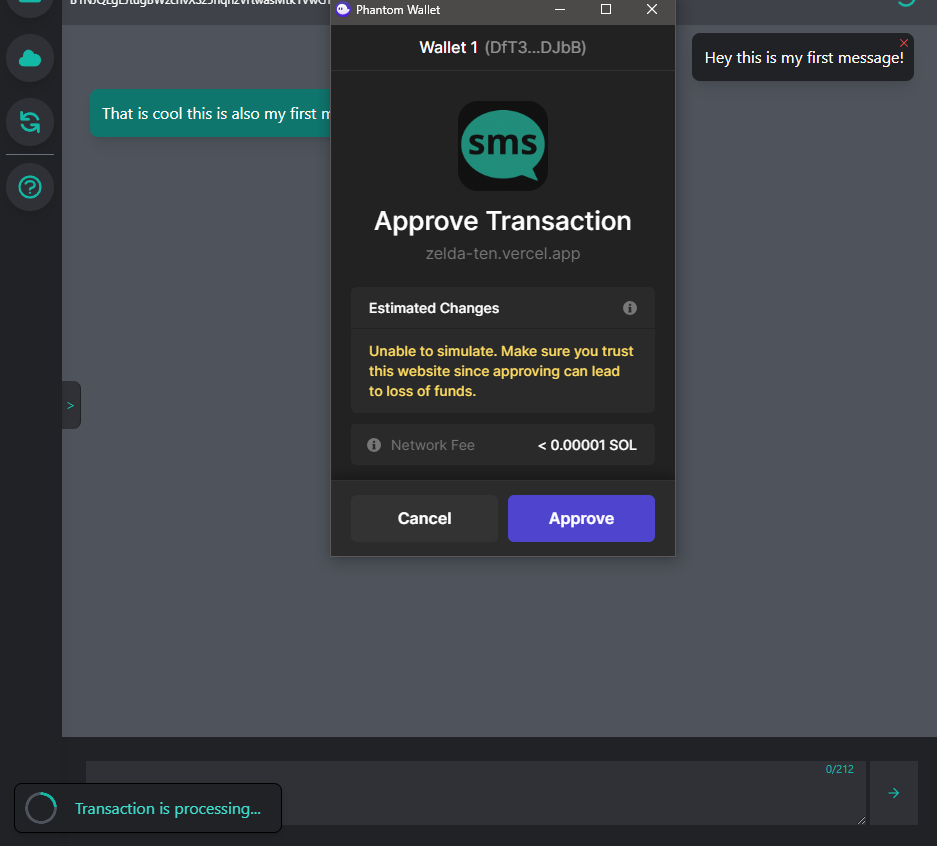 Phantom Wallet
Wallet 1 (DfT3...DJbB)
Hey this is my first message!
That is cool this is also my first m
sms
Approve Transaction
zelda-ten.vercel.app
Estimated Changes
Unable to simulate. Make sure you trust
this website since approving can lead
to loss of funds.
>
Network Fee
< 0.00001 SOL
Cancel
Approve
0/212
Transaction is processing...